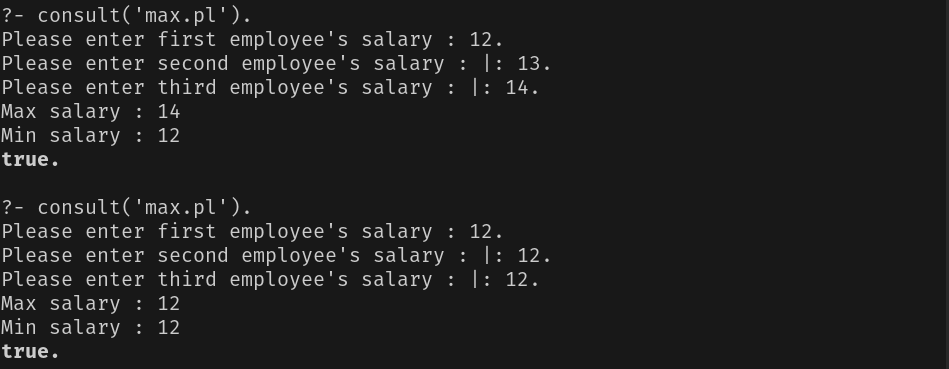 ?- consult('max.pl').
Please enter first employee's salary : 12.
Please enter second employee's salary : |: 13.
Please enter third employee's salary : |: 14.
Max salary : 14
Min salary : 12
true.
?- consult('max.pl').
Please enter first employee's salary : 12.
Please enter second employee's salary : |: 12.
Please enter third employee's salary : |: 12.
Max salary : 12
Min salary : 12
true.